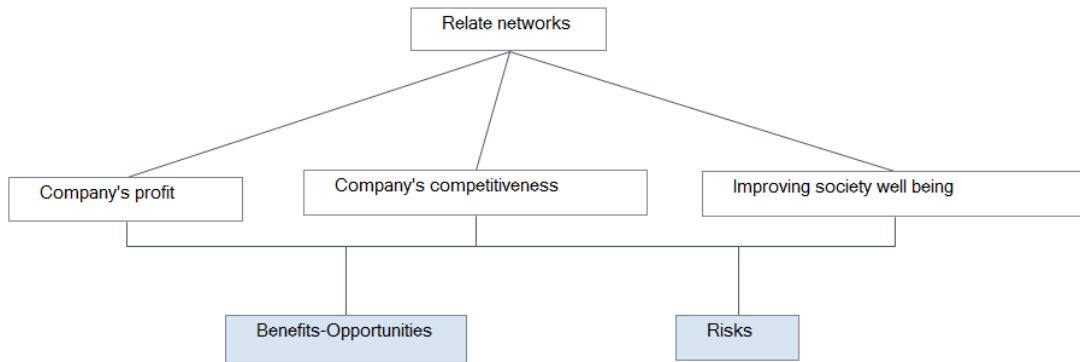 Relate networks
Company's profit
Company's competitiveness
Improving society well being
Benefits-Opportunities
Risks